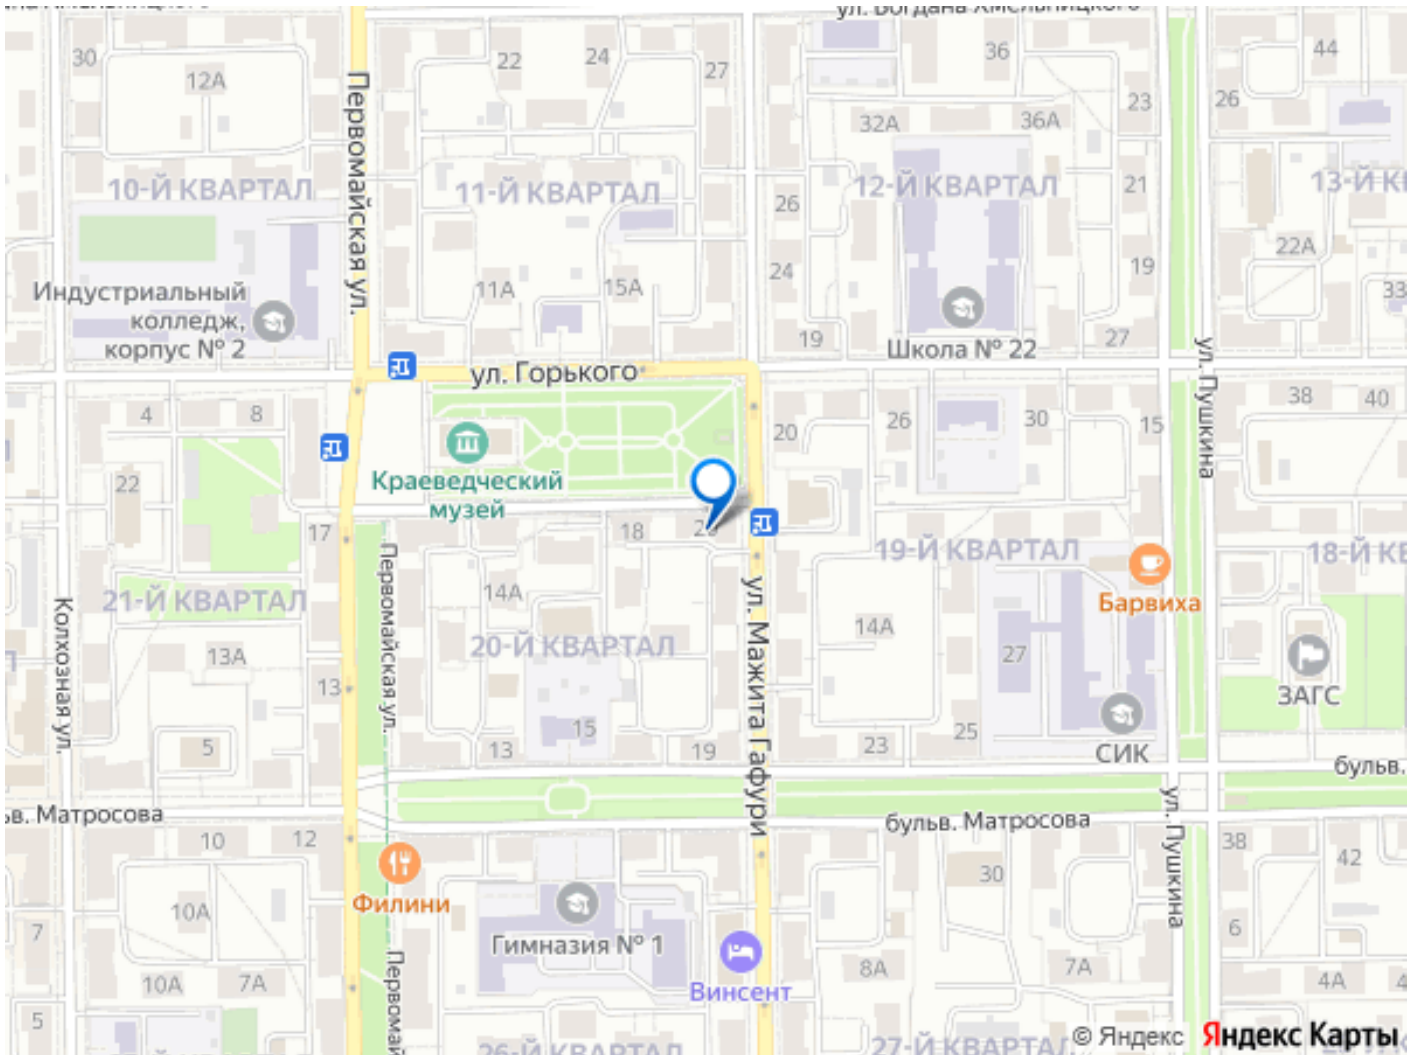 ул. Богдана Хмельницкого
30
12А
22
24
27
36
23
26
44
32А
36А
Первомайская ул.
10-Й КВАРТАЛ
11-Й КВАРТАЛ
12-Й КВАРТАЛ
21
26
22А
24
19
11А
15А
Индустриальный
колледж,
корпус № 2
19
27
33
Школа № 22
ул. Горького
ул. Пушкина
4
8
20
26
30
15
38
40
Краеведческий
музей
22
17
18
19-Й КВАРТАЛ
Первомайская ул.
14А
21-Й КВАРТАЛ
Барвиха
Колхозная ул.
ул. Мажита Гафури
14А
20-Й КВАРТАЛ
13А
27
13
ЗАГС
5
15
13
19
23
25
СИК
бульв.
Матросова
бульв. Матросова
ул. Пушкина
10
12
38
42
30
Филини
10А
7
Гимназия № 1
6
8А
7А
4А
10А
7А
Винсент
5
26-Й КВАРТАЛ
27-Й КВАРТАЛ
© Яндекс Яндекс Карты